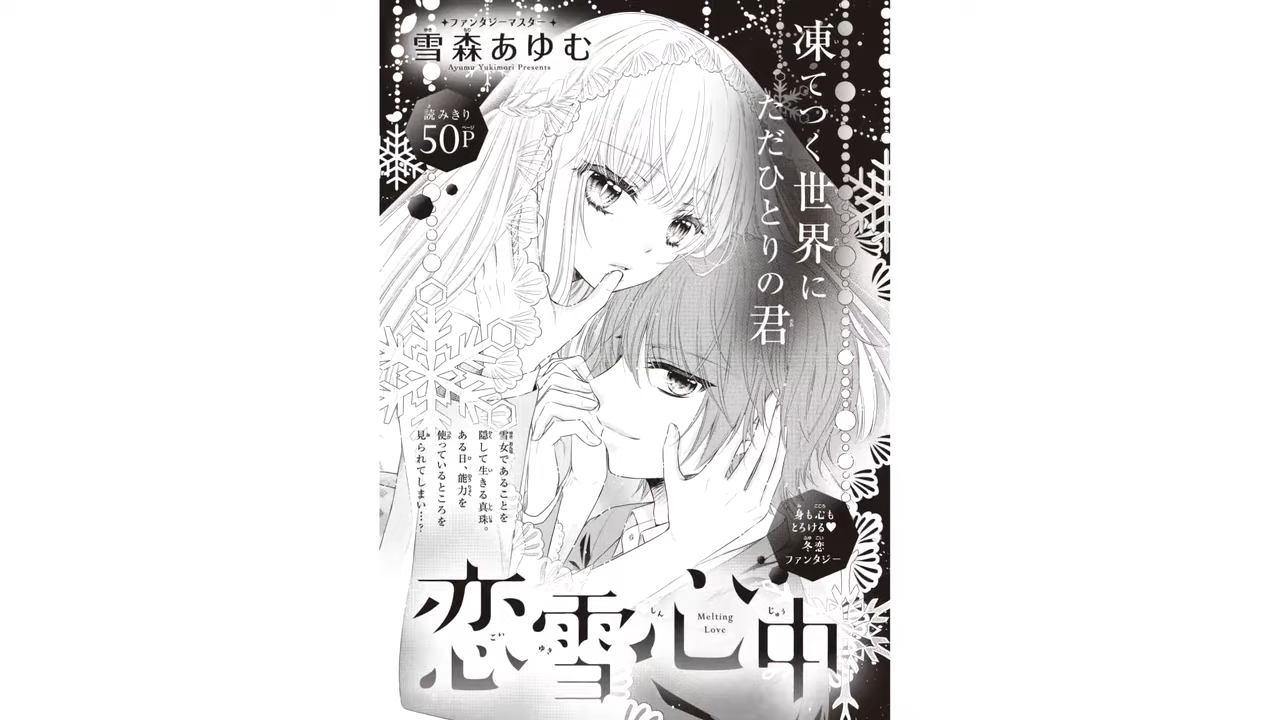 ファンタジーマスター
雪森あゆむ
Ayumu Yukimori Presents
読みきり
50P
凍てつく世界に
ただひとりの君
雪女であることを
隠して生きる真珠。
ある日、能力を
使っているところを
見られてしまい…?
身も心も
とろける♥
冬恋
ファンタジー
恋雪心中
Melting
Love